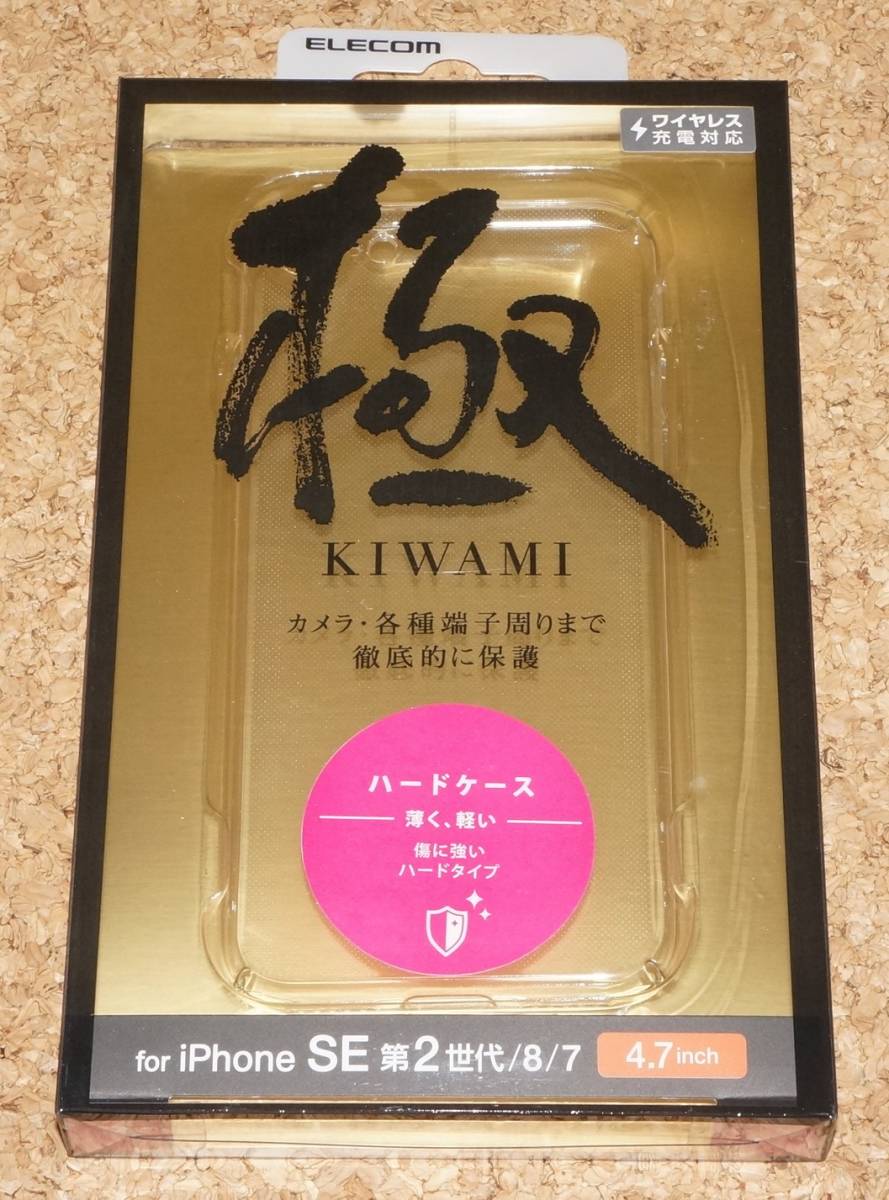 ELECOM
ワイヤレス
充電対応
極
KIWAMI
カメラ・各種端子周りまで
徹底的に保護
ハードケース
薄く、軽い
傷に強い
ハードタイプ
for iPhone SE 第2世代/8/7 4.7inch